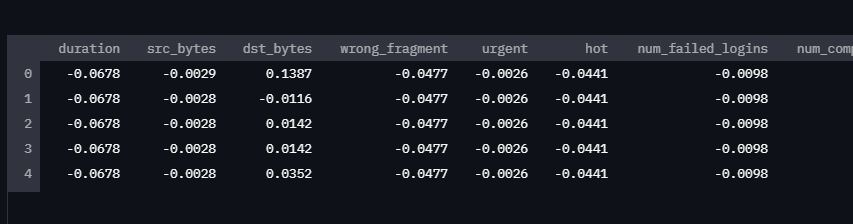 duration src_bytes dst_bytes wrong_fragment urgent hot num_failed_logins num_comp
0 -0.0678 -0.0029 0.1387 -0.0477 -0.0026 -0.0441 -0.0098
1 -0.0678 -0.0028 -0.0116 -0.0477 -0.0026 -0.0441 -0.0098
2 -0.0678 -0.0028 0.0142 -0.0477 -0.0026 -0.0441 -0.0098
3 -0.0678 -0.0028 0.0142 -0.0477 -0.0026 -0.0441 -0.0098
4 -0.0678 -0.0028 0.0352 -0.0477 -0.0026 -0.0441 -0.0098